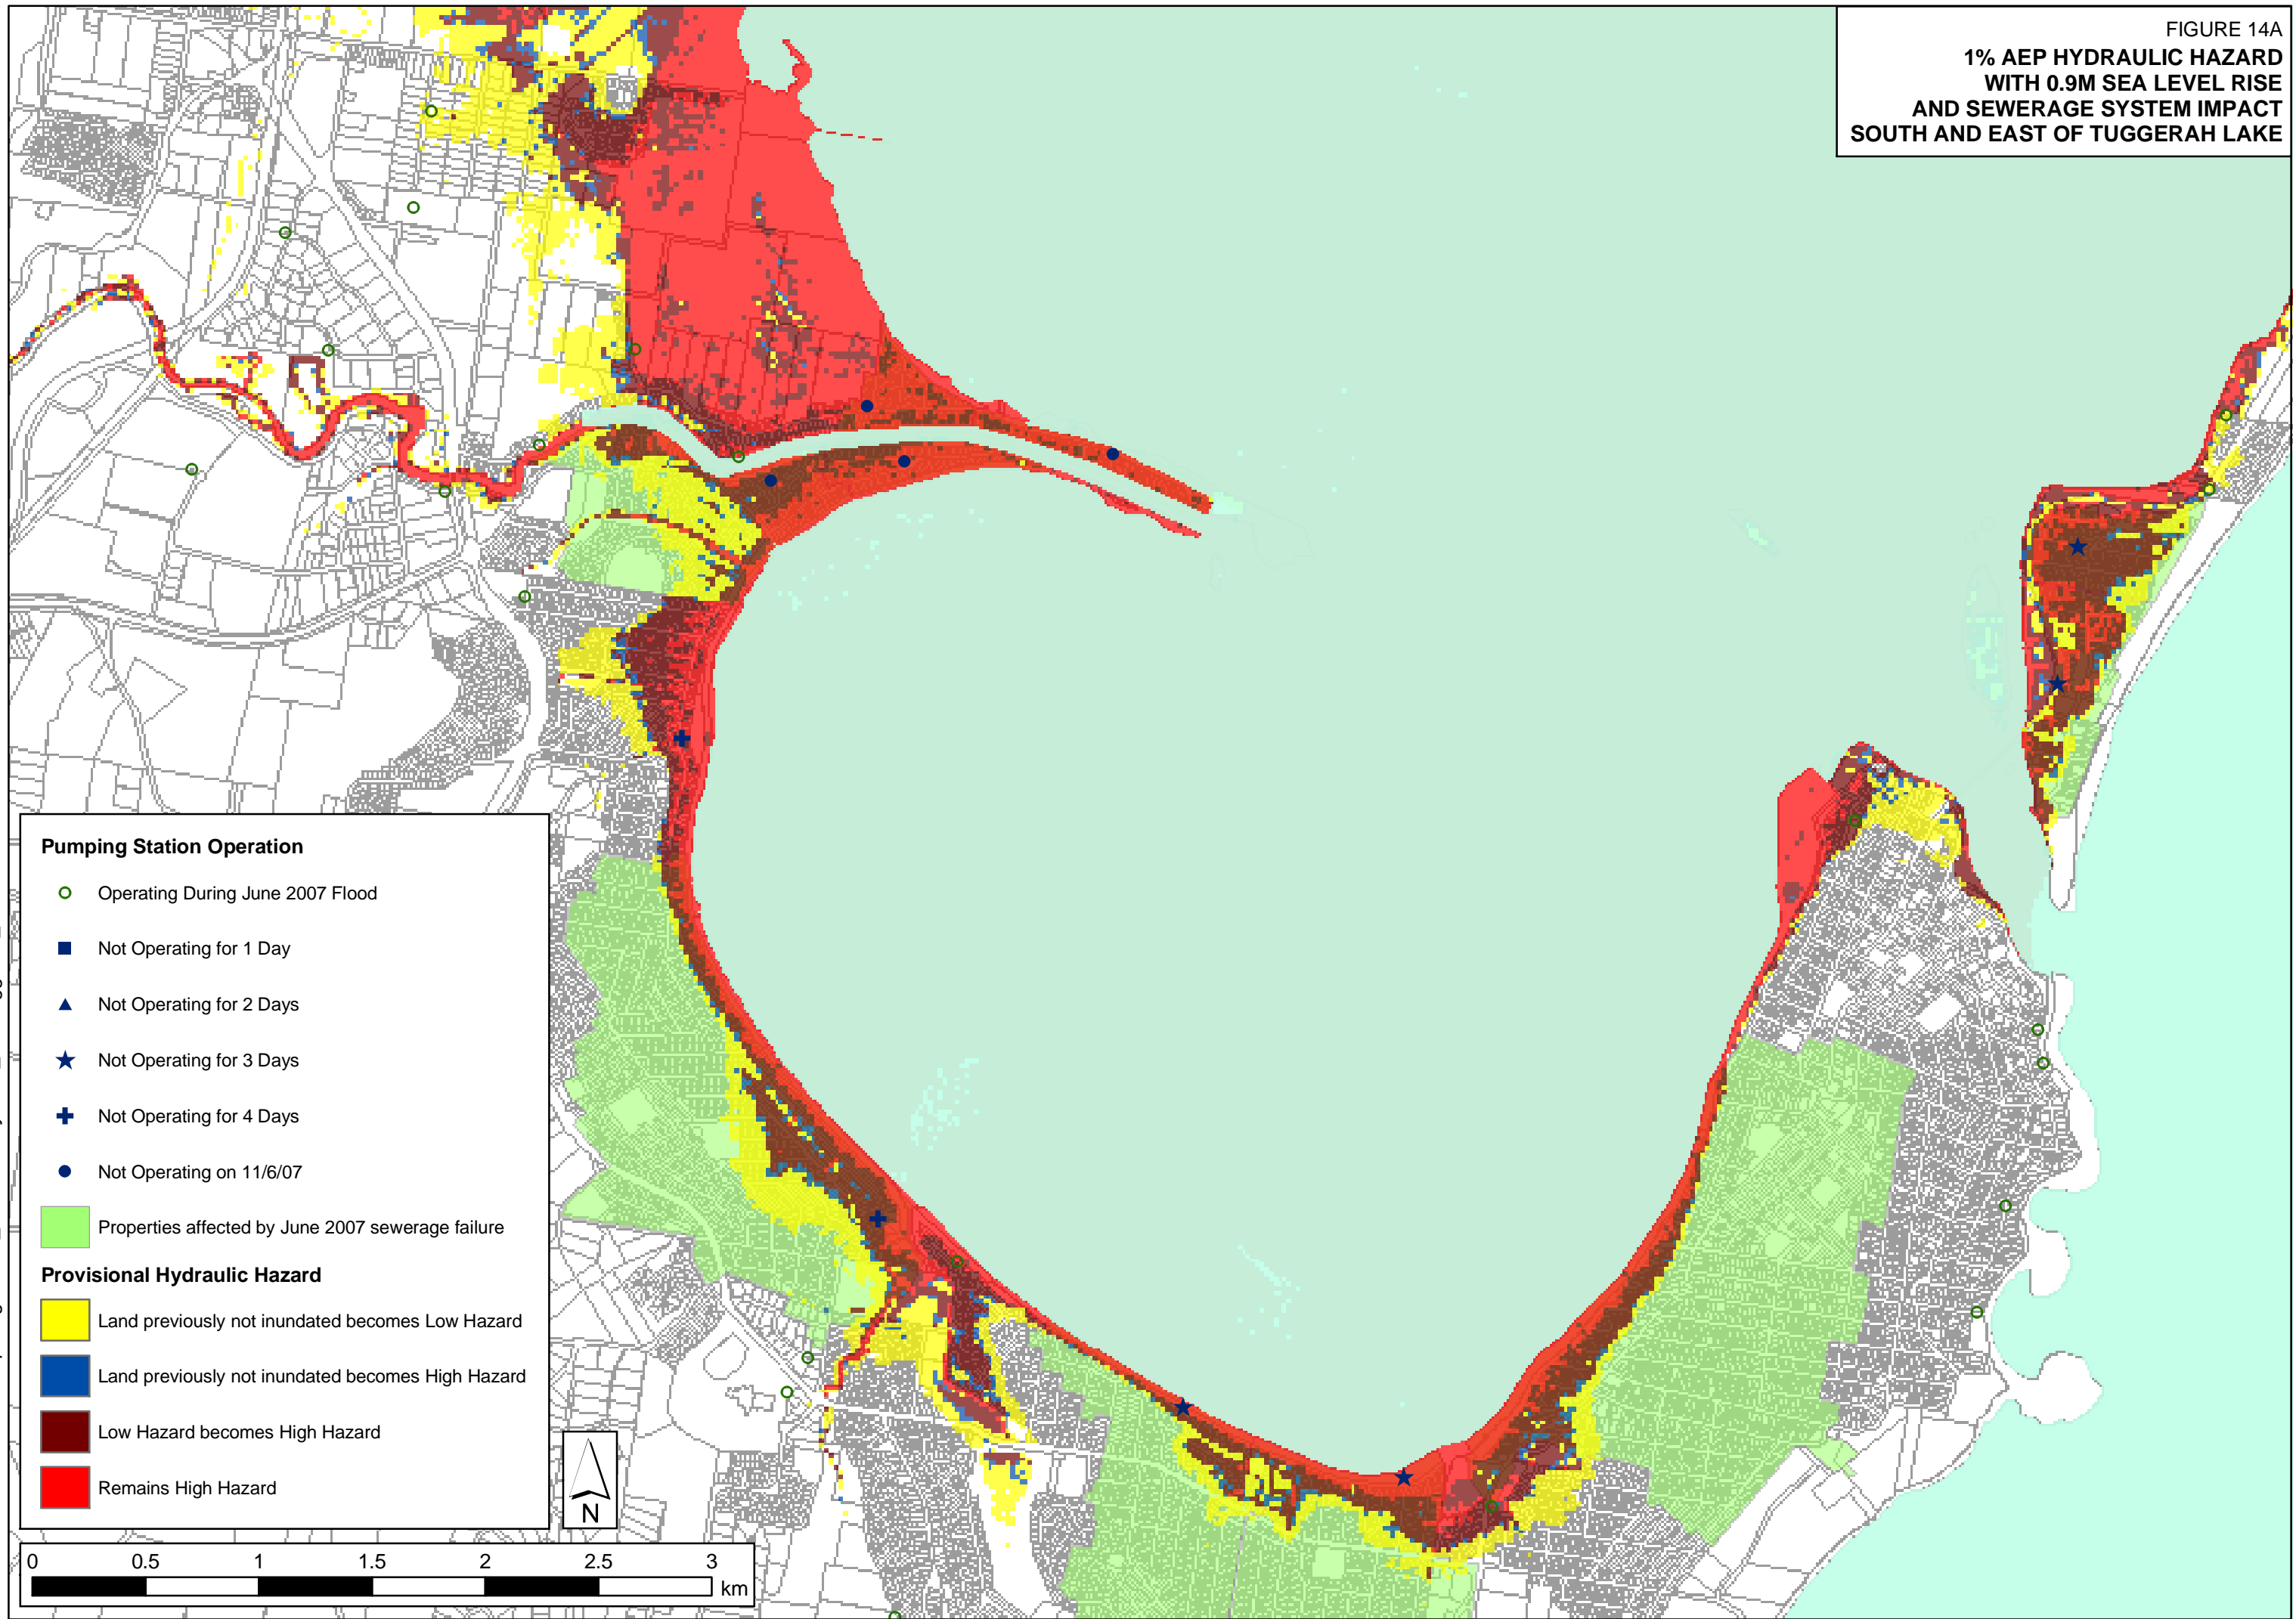 FIGURE 14A
1% AEP HYDRAULIC HAZARD
WITH 0.9M SEA LEVEL RISE
AND SEWERAGE SYSTEM IMPACT
SOUTH AND EAST OF TUGGERAH LAKE
Pumping Station Operation
Operating During June 2007 Flood
Not Operating for 1 Day
Not Operating for 2 Days
Not Operating for 3 Days
Not Operating for 4 Days
Not Operating on 11/6/07
Properties affected by June 2007 sewerage failure
Provisional Hydraulic Hazard
Land previously not inundated becomes Low Hazard
Land previously not inundated becomes High Hazard
Low Hazard becomes High Hazard
Remains High Hazard
N
0 0.5 1 1.5 2 2.5 3
km